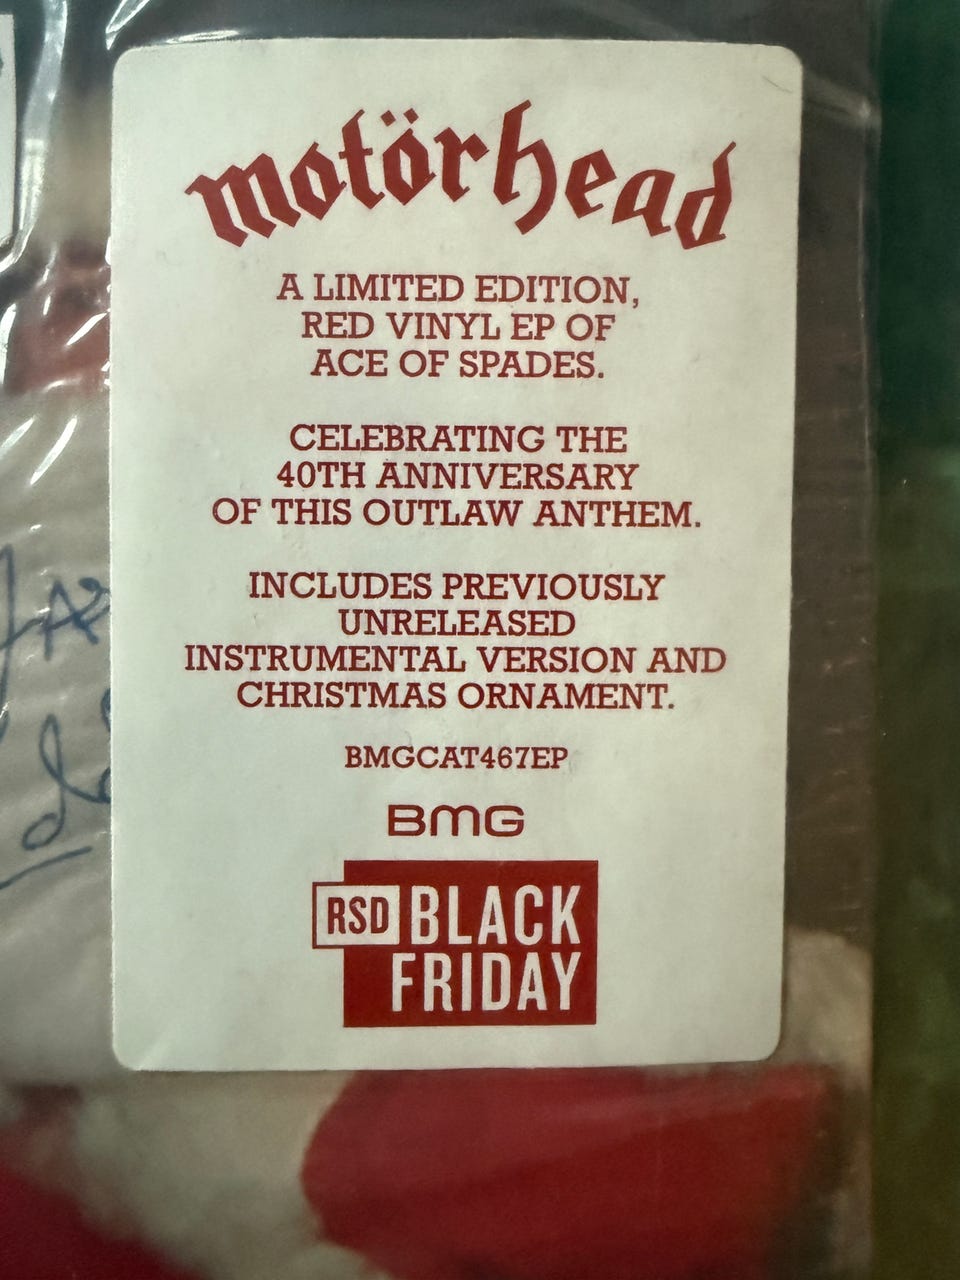 motörhead
A LIMITED EDITION,
RED VINYL EP OF
ACE OF SPADES.
CELEBRATING THE
40TH ANNIVERSARY
OF THIS OUTLAW ANTHEM.
INCLUDES PREVIOUSLY
UNRELEASED
INSTRUMENTAL VERSION AND
CHRISTMAS ORNAMENT.
BMGCAT467EP
BMG
RSD BLACK
FRIDAY